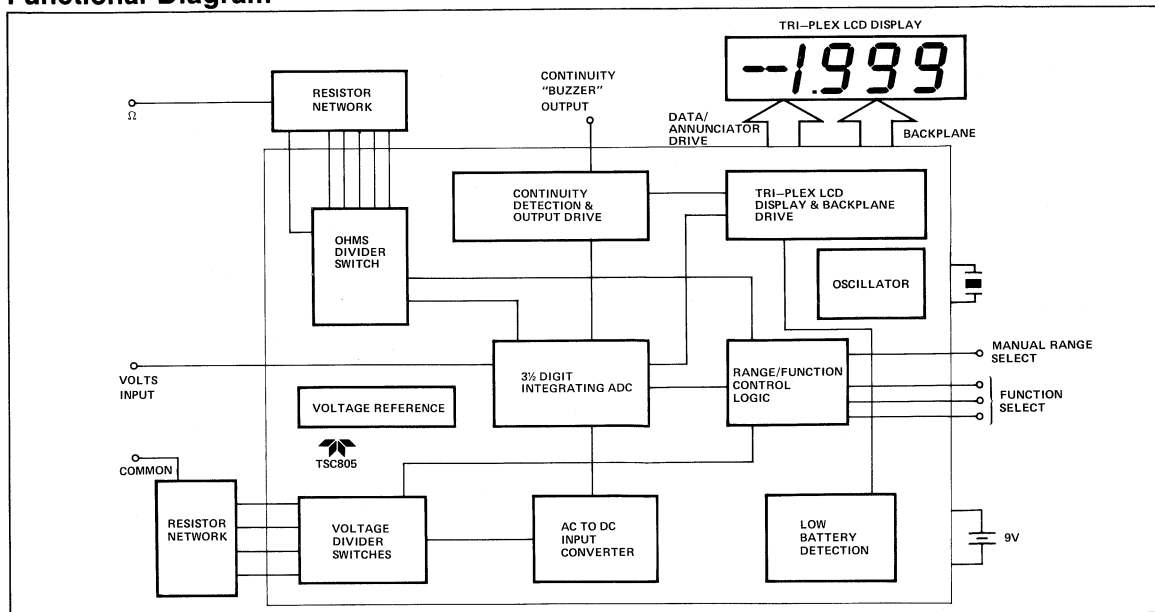 Functional Diagram
TRI–PLEX LCD DISPLAY
--1.999
DATA/
ANNUNCIATOR
DRIVE
BACKPLANE
CONTINUITY
"BUZZER"
OUTPUT
RESISTOR
NETWORK
Ω
CONTINUITY
DETECTION &
OUTPUT DRIVE
TRI–PLEX LCD
DISPLAY & BACKPLANE
DRIVE
OHMS
DIVIDER
SWITCH
OSCILLATOR
MANUAL RANGE
SELECT
VOLTS
INPUT
3½ DIGIT
INTEGRATING ADC
RANGE/FUNCTION
CONTROL
LOGIC
FUNCTION
SELECT
VOLTAGE REFERENCE
TSC805
COMMON
RESISTOR
NETWORK
VOLTAGE
DIVIDER
SWITCHES
AC TO DC
INPUT
CONVERTER
LOW
BATTERY
DETECTION
9V